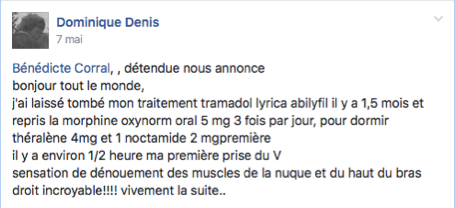 Dominique Denis
7 mai
Bénédicte Corral, , détendue nous annonce
bonjour tout le monde,
j'ai laissé tombé mon traitement tramadol lyrica abilyfil il y a 1,5 mois et
repris la morphine oxynorm oral 5 mg 3 fois par jour, pour dormir
théralène 4mg et 1 noctamide 2 mgpremière
il y a environ 1/2 heure ma première prise du V
sensation de dénouement des muscles de la nuque et du haut du bras
droit incroyable!!!! vivement la suite..